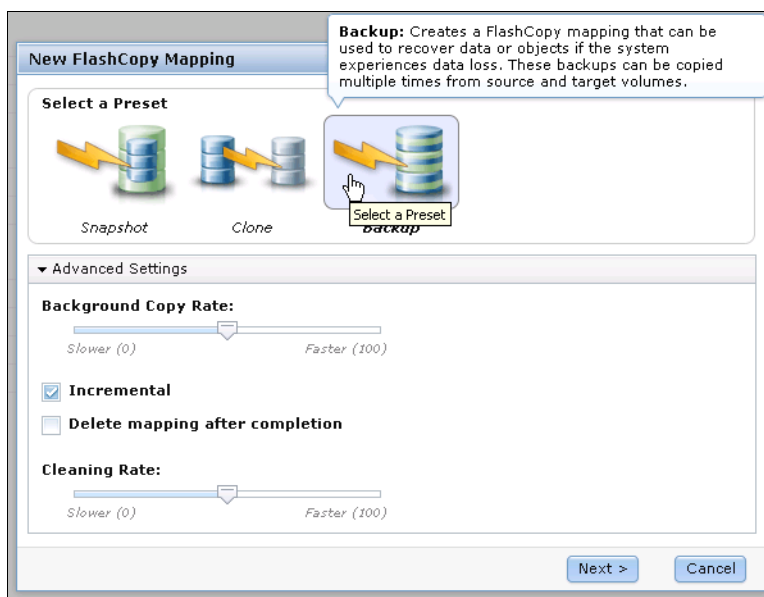 Backup: Creates a FlashCopy mapping that can be
used to recover data or objects if the system
experiences data loss. These backups can be copied
multiple times from source and target volumes.
New FlashCopy Mapping
Select a Preset
Snapshot
Clone
Backup
Select a Preset
Advanced Settings
Background Copy Rate:
Slower (0)
Faster (100)
Incremental
Delete mapping after completion
Cleaning Rate:
Slower (0)
Faster (100)
Next >
Cancel